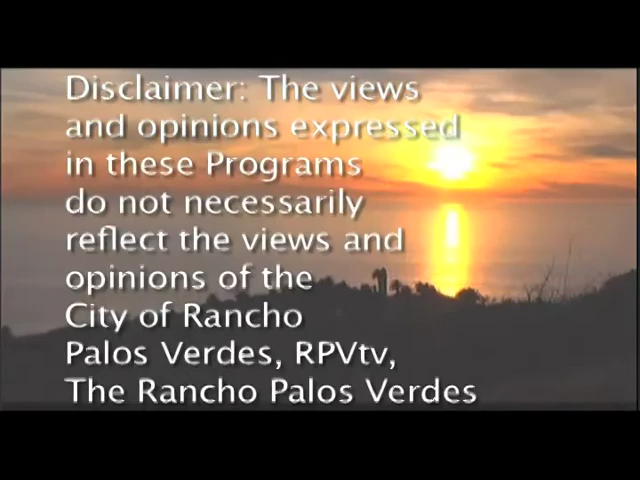 Disclaimer: The views
and opinions expressed
in these Programs
do not necessarily
reflect the views and
opinions of the
City of Rancho
Palos Verdes, RPVtv,
The Rancho Palos Verdes